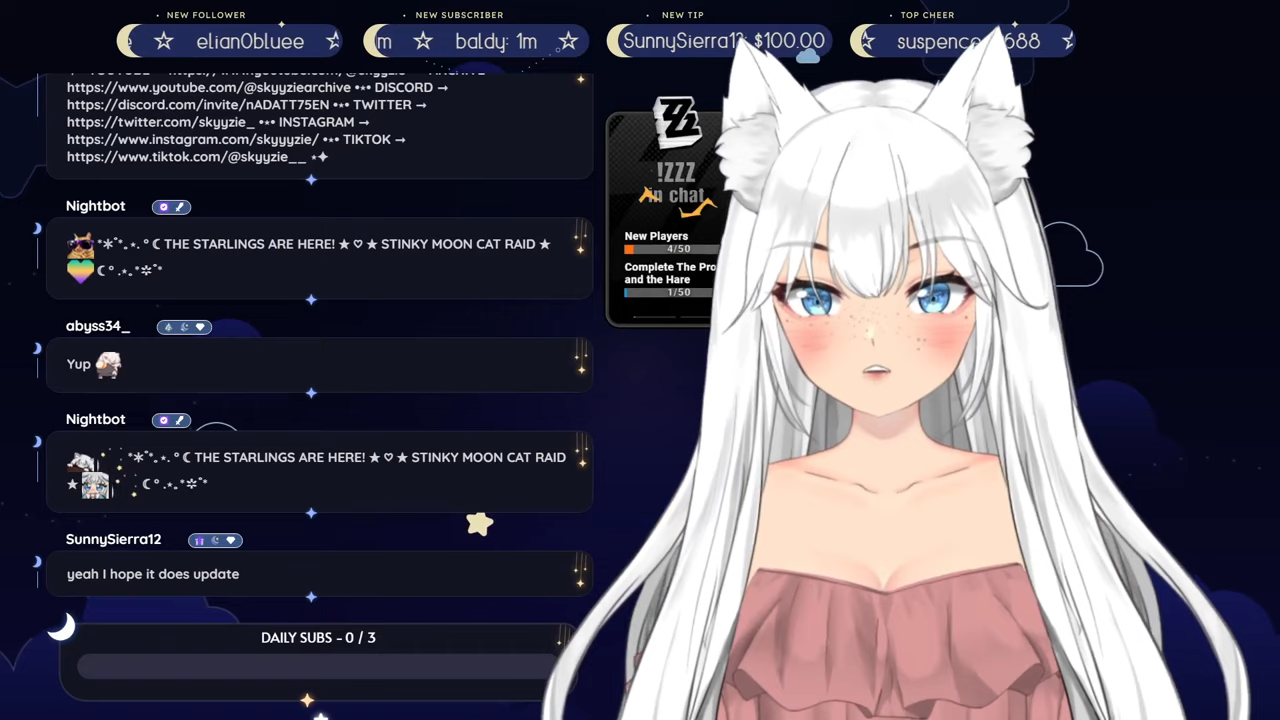 NEW FOLLOWER
elian0bluee
NEW SUBSCRIBER
m ☆ baldy: 1m ☆
NEW TIP
SunnySierra12: $100.00
TOP CHEER
suspence 688
https://www.youtube.com/@skyyziearchive •⋆• DISCORD →
https://discord.com/invite/nADATT75EN •⋆• TWITTER →
https://twitter.com/skyyzie_ •⋆• INSTAGRAM →
https://www.instagram.com/skyyyzie/ •⋆• TIKTOK →
https://www.tiktok.com/@skyyzie__ ⋆✦
Nightbot
THE STARLINGS ARE HERE! ★ ♡ ★ STINKY MOON CAT RAID ★
abyss34_
Yup
Nightbot
THE STARLINGS ARE HERE! ★ ♡ ★ STINKY MOON CAT RAID
★
SunnySierra12
yeah I hope it does update
DAILY SUBS - 0 / 3
!ZZZ
in chat
New Players
4/50
Complete The
and the Hare
1/50